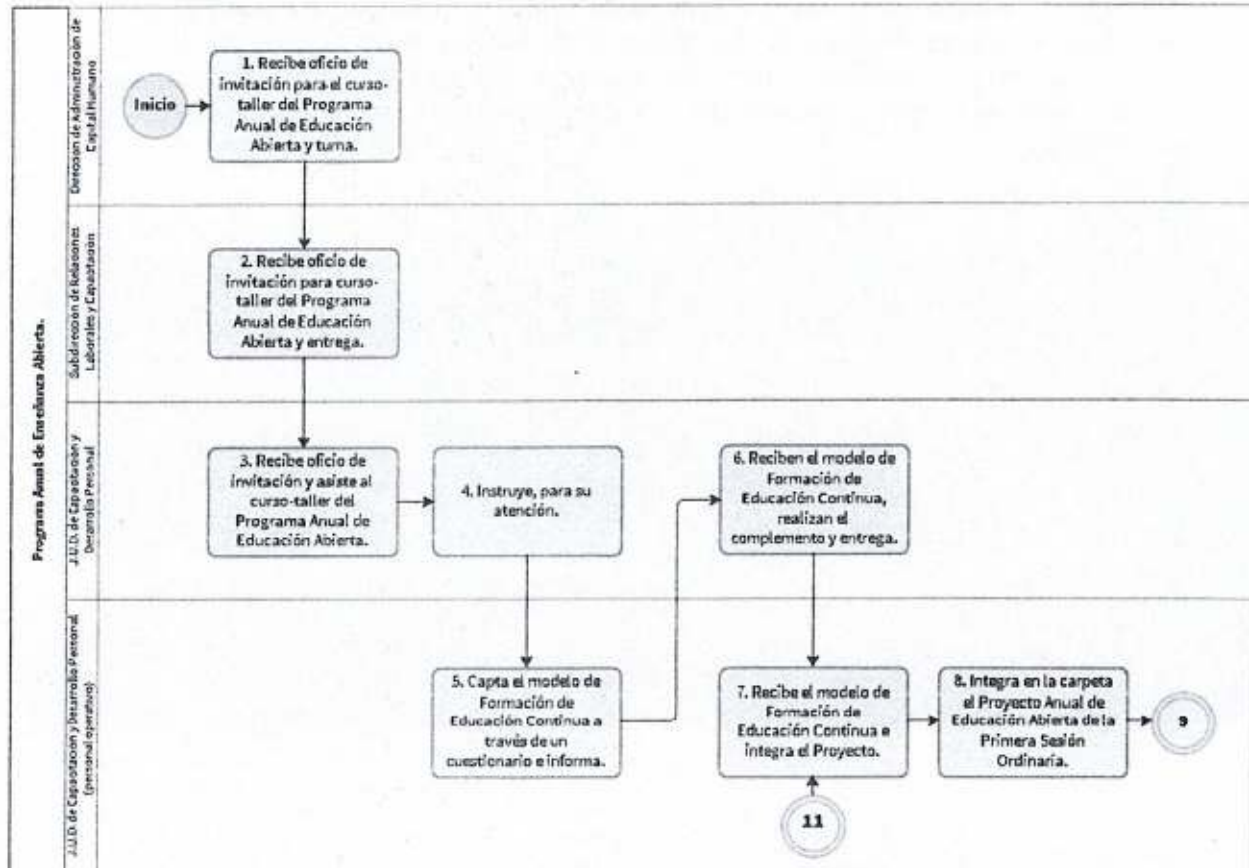 Programa Anual de Enseñanza Abierta.
Dirección de Administración de
Capital Humano
Inicio
1. Recibe oficio de
invitación para el curso-
taller del Programa
Anual de Educación
Abierta y turna.
Subdirección de Relaciones
Laborales y Capacitación
2. Recibe oficio de
invitación para curso-
taller del Programa
Anual de Educación
Abierta y entrega.
J.U.D. de Capacitación y
Desarrollo Personal
3. Recibe oficio de
invitación y asiste al
curso-taller del
Programa Anual de
Educación Abierta.
4. Instruye, para su
atención.
6. Reciben el modelo de
Formación de
Educación Continua,
realizan el
complemento y entrega.
J.U.D. de Capacitación y Desarrollo Personal
(personal operativo)
5. Capta el modelo de
Formación de
Educación Continua a
través de un
cuestionario e informa.
7. Recibe el modelo de
Formación de
Educación Continua e
integra el Proyecto.
8. Integra en la carpeta
el Proyecto Anual de
Educación Abierta de la
Primera Sesión
Ordinaria.
9
11